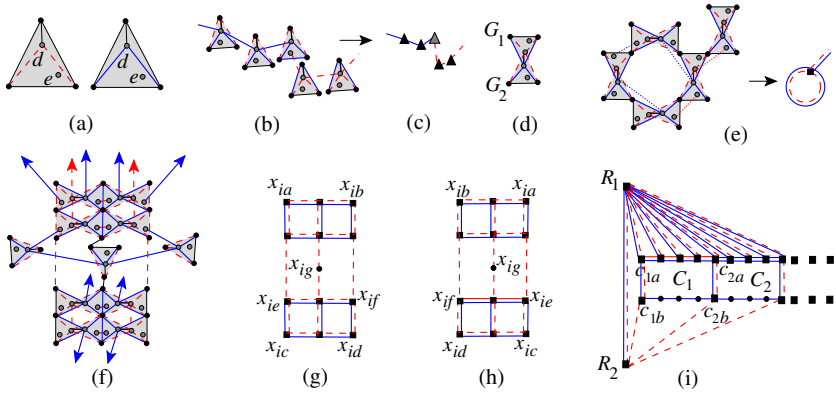 d
e
d
e
(a)
(b)
(c)
G1
G2
(d)
(e)
(f)
xia
xib
xig
xie
xif
xic
xid
(g)
xib
xia
xig
xif
xie
xid
xic
(h)
R1
c1a
C1
c2a
C2
c1b
c2b
R2
(i)